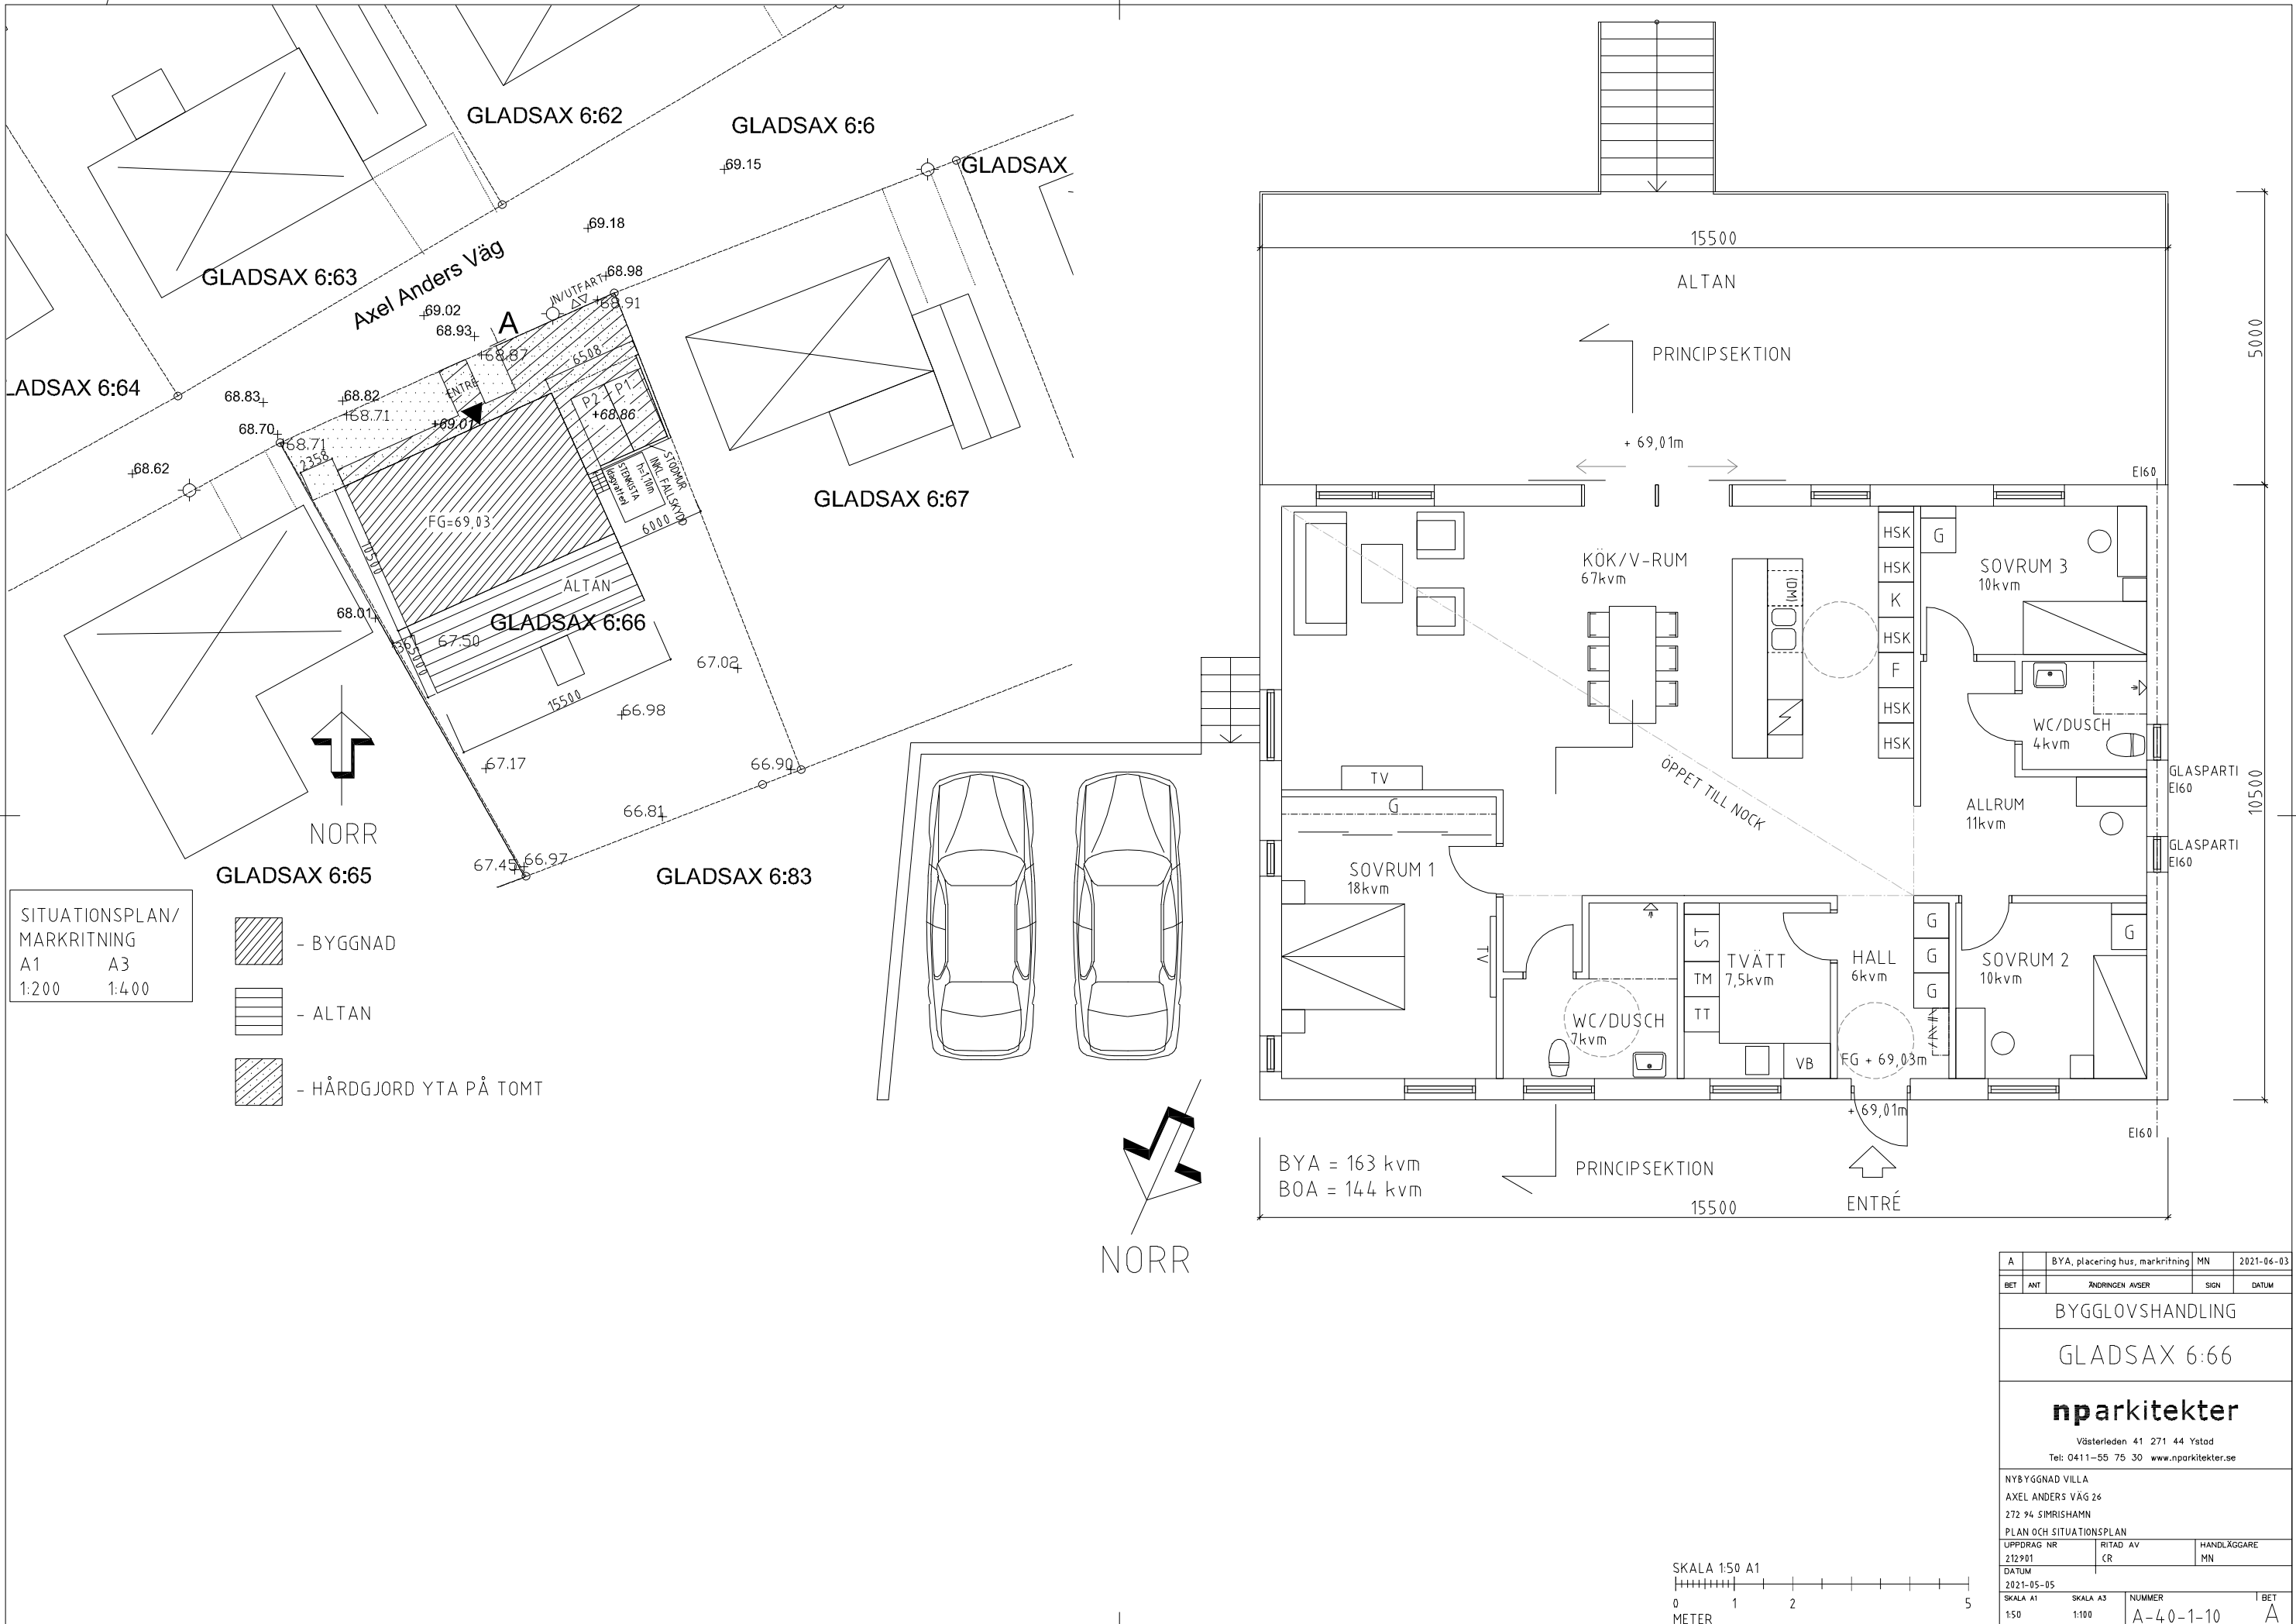 GLADSAX 6:62
GLADSAX 6:6
69.15
GLADSAX
69.18
GLADSAX 6:63
Axel Anders Väg
IN/UTFART
68.98
68.91
69.02
68.93
A
68.87
6508
LADSAX 6:64
68.83
68.82
68.71
ENTRÉ
P2
P1
+68.86
+69.01
68.70
68.71
2358
68.62
STÖDMUR
INKL. FALLSKYDD
h=1,10m
STENKISTA
(dagvatten)
GLADSAX 6:67
FG=69,03
6000
10500
ALTAN
68.01
GLADSAX 6:66
67.50
5000
67.02
15500
66.98
67.17
66.90
66.81
NORR
67.45
66.97
GLADSAX 6:65
GLADSAX 6:83
SITUATIONSPLAN/
MARKRITNING
A1 A3
1:200 1:400
- BYGGNAD
- ALTAN
- HÅRDGJORD YTA PÅ TOMT
NORR
15500
ALTAN
5000
PRINCIPSEKTION
+ 69,01m
EI60
KÖK/V-RUM
67kvm
(DM)
HSK
HSK
K
HSK
F
HSK
HSK
G
SOVRUM 3
10kvm
WC/DUSCH
4kvm
GLASPARTI
EI60
10500
TV
G
ÖPPET TILL NOCK
ALLRUM
11kvm
GLASPARTI
EI60
SOVRUM 1
18kvm
TV
ST
TM
TT
TVÄTT
7,5kvm
HALL
6kvm
G
G
G
SOVRUM 2
10kvm
G
WC/DUSCH
7kvm
VB
FG + 69,03m
+ 69,01m
EI60
BYA = 163 kvm
BOA = 144 kvm
PRINCIPSEKTION
ENTRÉ
15500
A BYA, placering hus, markritning MN 2021-06-03
BET ANT ÄNDRINGEN AVSER SIGN DATUM
BYGGLOVSHANDLING
GLADSAX 6:66
nparkitekter
Västerleden 41 271 44 Ystad
Tel: 0411-55 75 30 www.nparkitekter.se
NYBYGGNAD VILLA
AXEL ANDERS VÄG 26
272 94 SIMRISHAMN
PLAN OCH SITUATIONSPLAN
UPPDRAG NR RITAD AV HANDLÄGGARE
212901 CR MN
DATUM
2021-05-05
SKALA A1 SKALA A3 NUMMER BET
1:50 1:100 A-40-1-10 A
SKALA 1:50 A1
0 1 2 5
METER